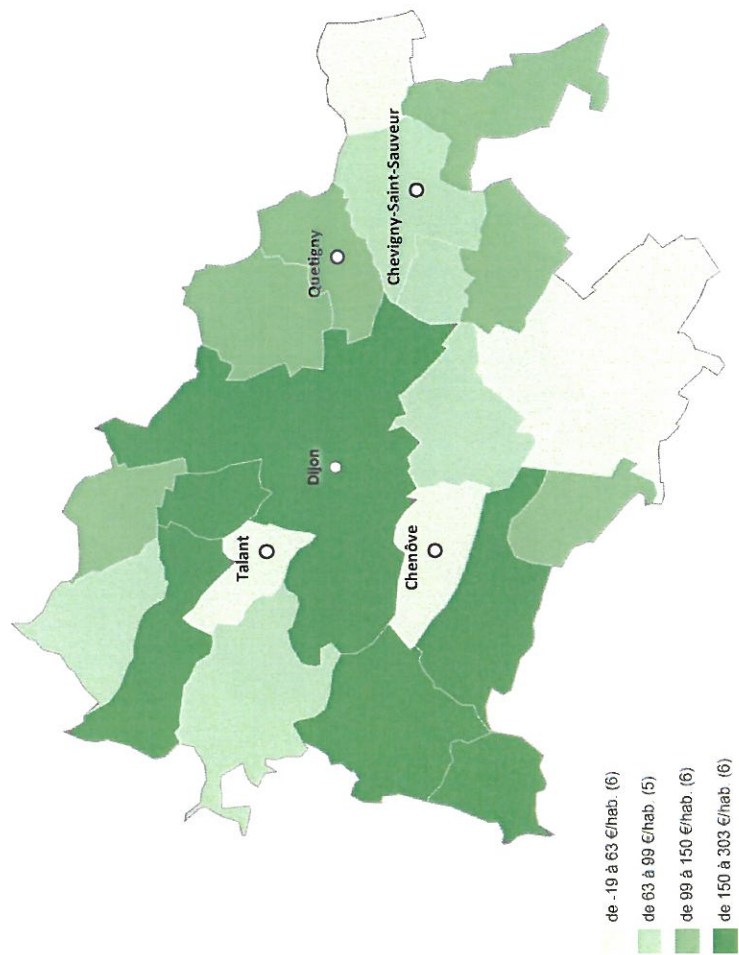 Talant
Dijon
Quetigny
Chenôve
Chevigny-Saint-Sauveur
de -19 à 63 €/hab. (6)
de 63 à 99 €/hab. (5)
de 99 à 150 €/hab. (6)
de 150 à 303 €/hab. (6)